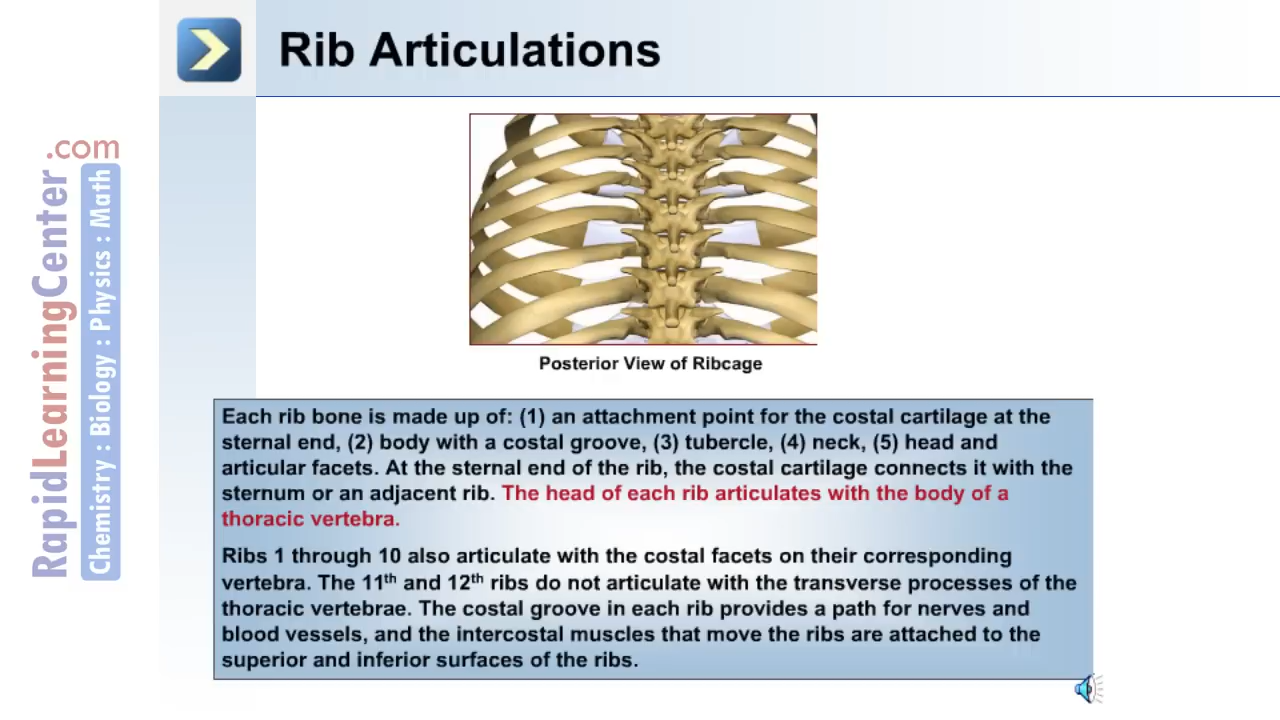 Rib Articulations
RapidLearningCenter.com
Chemistry : Biology : Physics : Math
Posterior View of Ribcage
Each rib bone is made up of: (1) an attachment point for the costal cartilage at the
sternal end, (2) body with a costal groove, (3) tubercle, (4) neck, (5) head and
articular facets. At the sternal end of the rib, the costal cartilage connects it with the
sternum or an adjacent rib. The head of each rib articulates with the body of a
thoracic vertebra.
Ribs 1 through 10 also articulate with the costal facets on their corresponding
vertebra. The 11th and 12th ribs do not articulate with the transverse processes of the
thoracic vertebrae. The costal groove in each rib provides a path for nerves and
blood vessels, and the intercostal muscles that move the ribs are attached to the
superior and inferior surfaces of the ribs.